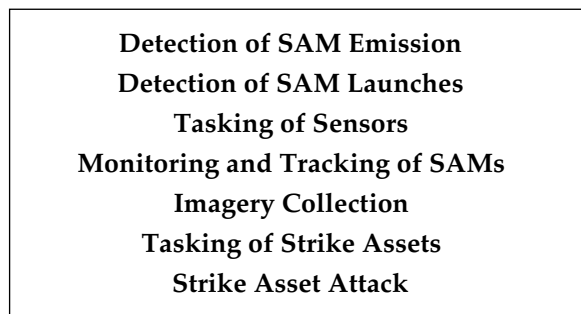 Detection of SAM Emission
Detection of SAM Launches
Tasking of Sensors
Monitoring and Tracking of SAMs
Imagery Collection
Tasking of Strike Assets
Strike Asset Attack